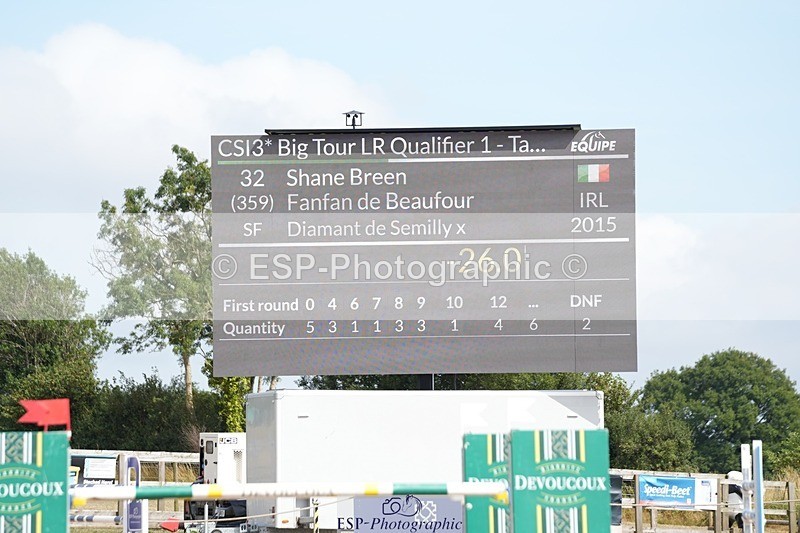 CSI3* Big Tour LR Qualifier 1 - Ta...
EQUIPE
32 Shane Breen
(359) Fanfan de Beaufour IRL
SF Diamant de Semilly x 2015
-26,0
© ESP-Photographic ©
First round 0 4 6 7 8 9 10 12 ... DNF
Quantity 5 3 1 1 3 3 1 4 6 2
JCB
Speedi-Beet
DEVOUCOUX
DEVOUCOUX
ESP-Photographic